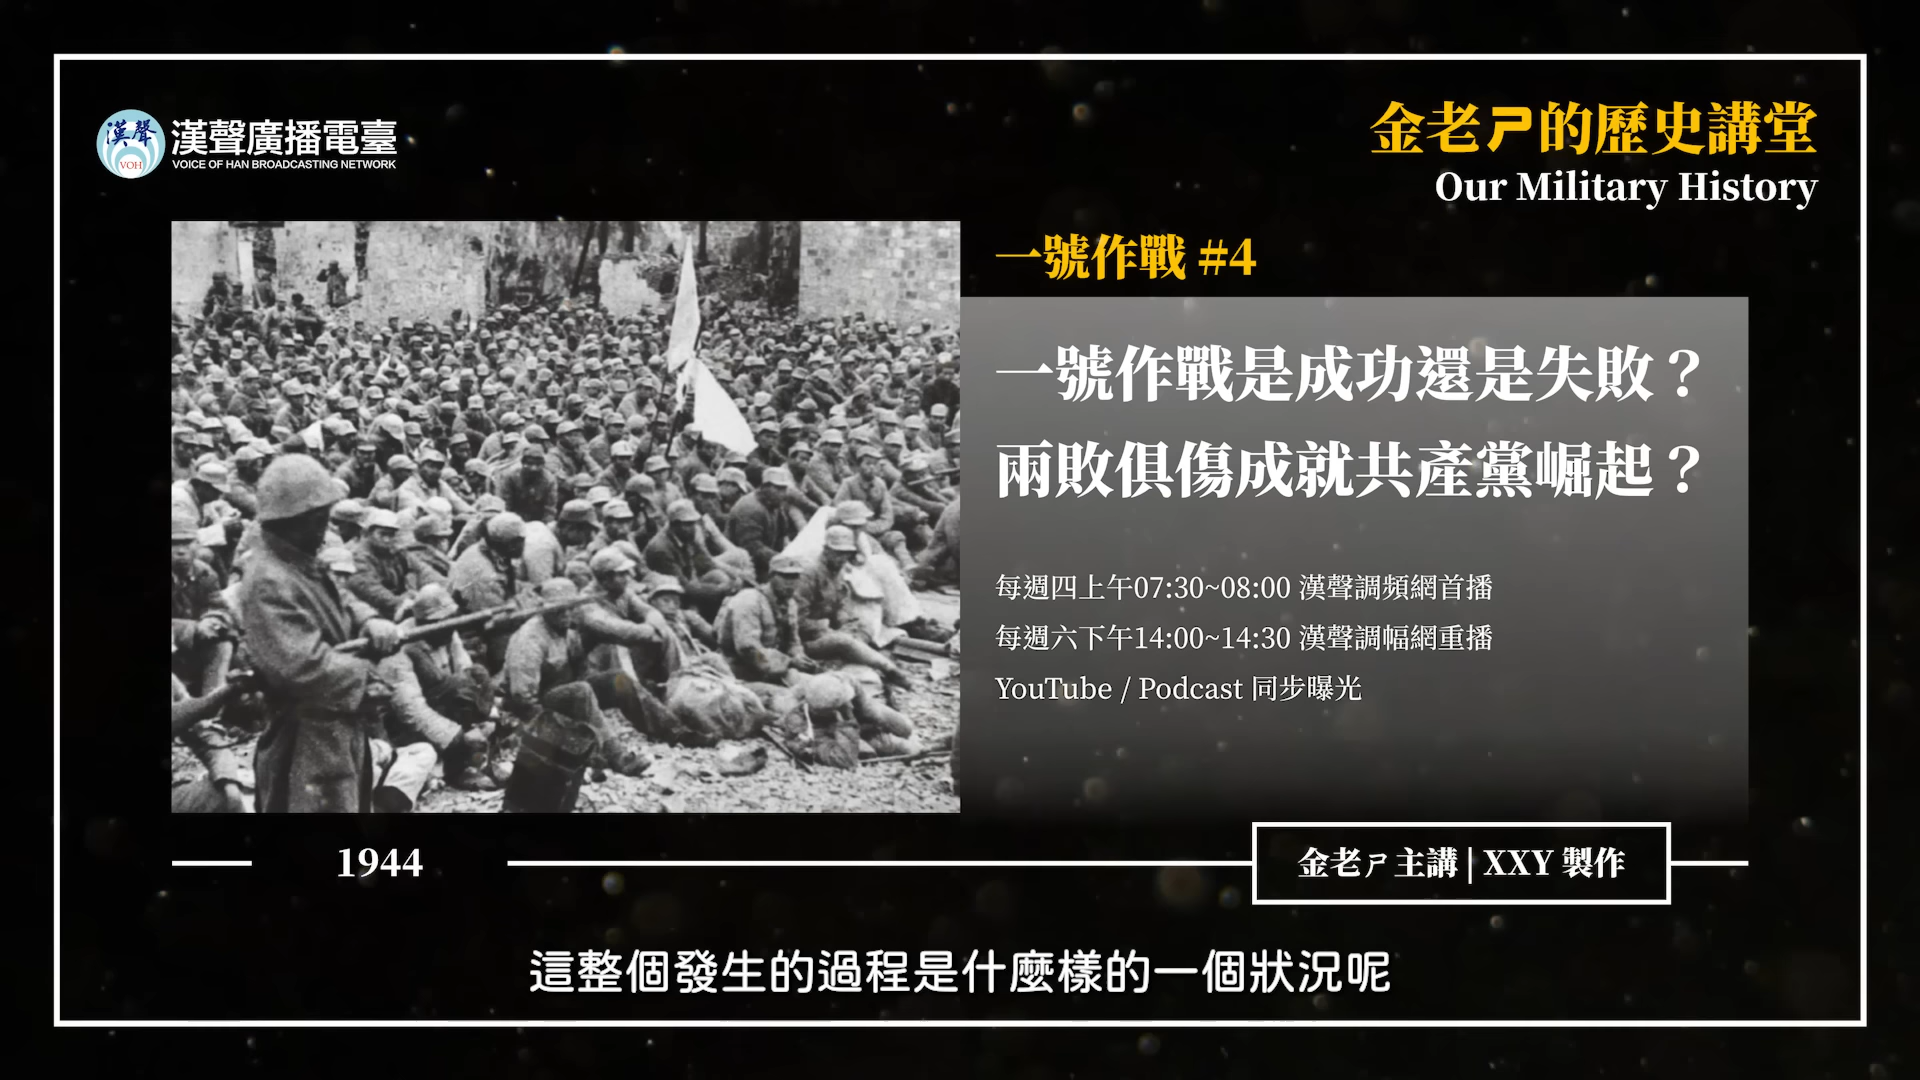 漢聲
VOH
漢聲廣播電臺
VOICE OF HAN BROADCASTING NETWORK
金老ㄕ的歷史講堂
Our Military History
一號作戰 #4
一號作戰是成功還是失敗？
兩敗俱傷成就共產黨崛起？
每週四上午07:30~08:00 漢聲調頻網首播
每週六下午14:00~14:30 漢聲調幅網重播
YouTube / Podcast 同步曝光
1944
金老ㄕ主講 | XXY 製作
這整個發生的過程是什麼樣的一個狀況呢